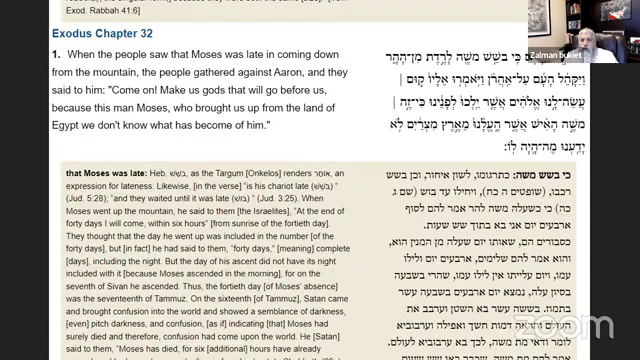 Exod. Rabbah 41:6]
Exodus Chapter 32
1. When the people saw that Moses was late in coming down
from the mountain, the people gathered against Aaron, and they
said to him: "Come on! Make us gods that will go before us,
because this man Moses, who brought us up from the land of
Egypt we don't know what has become of him."
כִּי בֹשֵׁשׁ מֹשֶׁה לָרֶדֶת מִן־הָהָר
וַיִּקָּהֵל הָעָם עַל־אַהֲרֹן וַיֹּאמְרוּ אֵלָיו קוּם |
עֲשֵׂה־לָנוּ אֱלֹהִים אֲשֶׁר יֵלְכוּ לְפָנֵינוּ כִּי־זֶה |
מֹשֶׁה הָאִישׁ אֲשֶׁר הֶעֱלָנוּ מֵאֶרֶץ מִצְרַיִם לֹא
יָדַעְנוּ מֶה־הָיָה לוֹ:
that Moses was late: Heb. בשֵׁשׁ, as the Targum [Onkelos] renders אוֹחַר, an
expression for lateness. Likewise, [in the verse] "is his chariot late (בּשֵׁשׁ) "
(Jud. 5:28); "and they waited until it was late (בּוֹשׁ) " (Jud. 3:25). When
Moses went up the mountain, he said to them [the Israelites], "At the end of
forty days I will come, within six hours" [from sunrise of the fortieth day].
They thought that the day he went up was included in the number [of the
forty days], but [in fact] he had said to them, "forty days," [meaning] complete
[days], including the night. But the day of his ascent did not have its night
included with it [because Moses ascended in the morning], for on the
seventh of Sivan he ascended. Thus, the fortieth day [of Moses' absence]
was the seventeenth of Tammuz. On the sixteenth [of Tammuz], Satan came
and brought confusion into the world and showed a semblance of darkness,
[even] pitch darkness, and confusion, [as if] indicating [that] Moses had
surely died and therefore, confusion had come upon the world. He [Satan]
said to them, "Moses has died, for six [additional] hours have already
כי בשש משה: כתרגומו, לשון איחור, וכן בשש
רכבו, (שופטים ה כח), ויחילו עד בוש (שם ג
כה) כי כשעלה משה להר אמר להם לסוף
ארבעים יום אני בא בתוך שש שעות.
כסבורים הם, שאותו יום שעלה מן המנין הוא,
והוא אמר להם שלימים, ארבעים יום ולילו
עמו, ויום עלייתו אין לילו עמו, שהרי בשבעה
בסיון עלה, נמצא יום ארבעים בשבעה עשר
בתמוז. בששה עשר בא השטן וערבב את
העולם והראה דמות חשך ואפילה וערבוביא
לומר ודאי מת משה, לכך בא ערבוביא לעולם.
Zalman bukiet
zoom